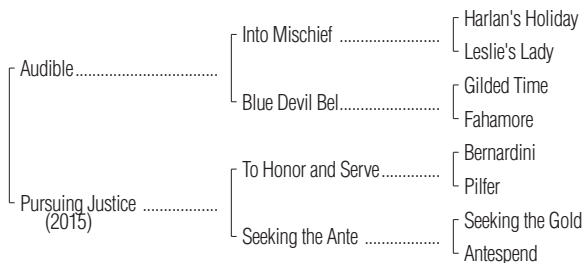 Harlan's Holiday
Into Mischief ........................
Leslie's Lady
Audible..................................
Gilded Time
Blue Devil Bel........................
Fahamore
Bernardini
To Honor and Serve..............
Pilfer
Pursuing Justice ..................
(2015)
Seeking the Gold
Seeking the Ante ..................
Antespend